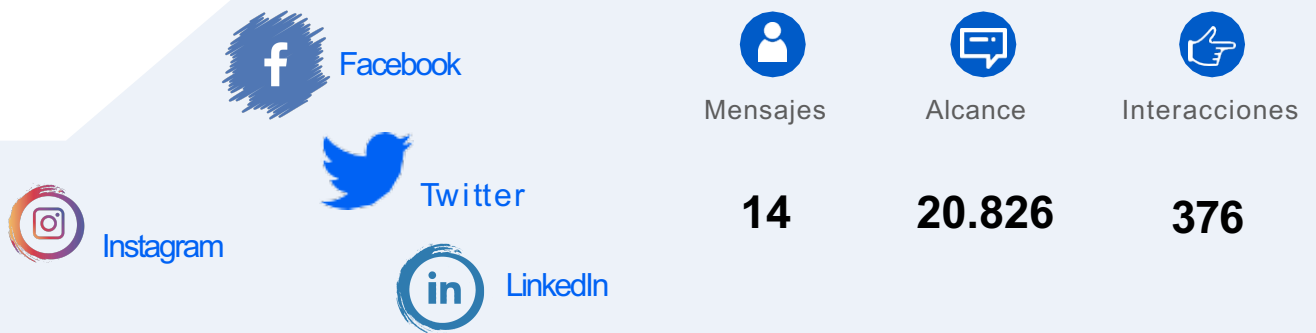 Facebook
Twitter
Instagram
LinkedIn
Mensajes Alcance Interacciones
14 20.826 376